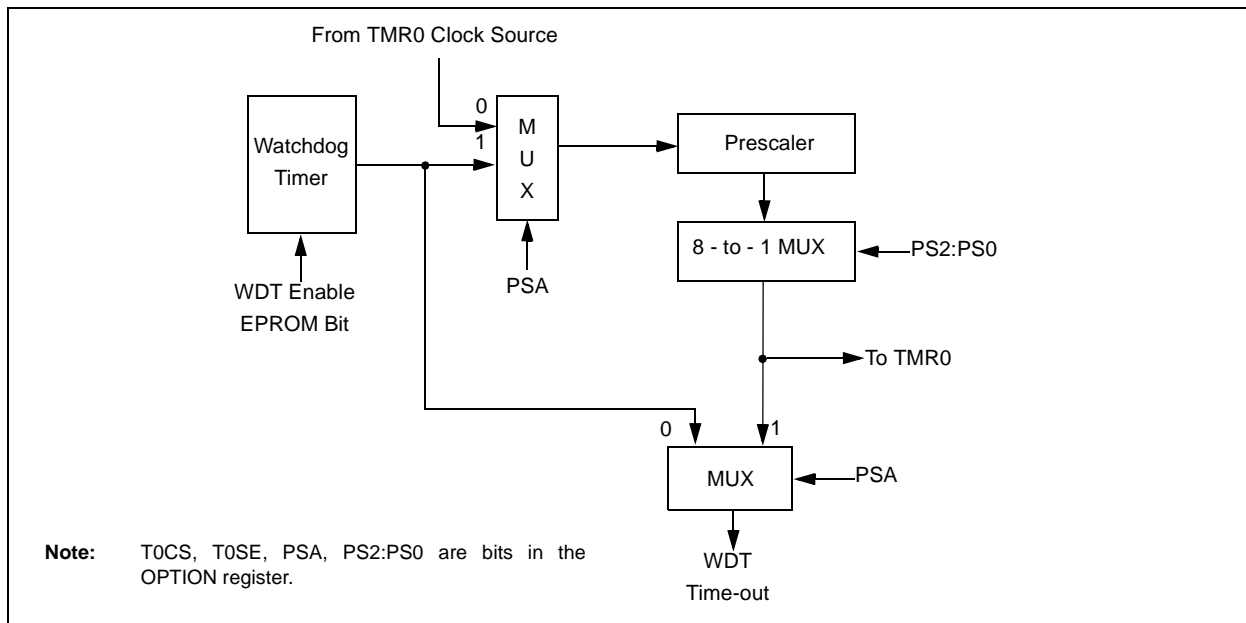 From TMR0 Clock Source
0
1
M
U
X
Watchdog
Timer
Prescaler
8 - to - 1 MUX
PS2:PS0
PSA
WDT Enable
EPROM Bit
To TMR0
0
1
MUX
PSA
Note: T0CS, T0SE, PSA, PS2:PS0 are bits in the
OPTION register.
WDT
Time-out